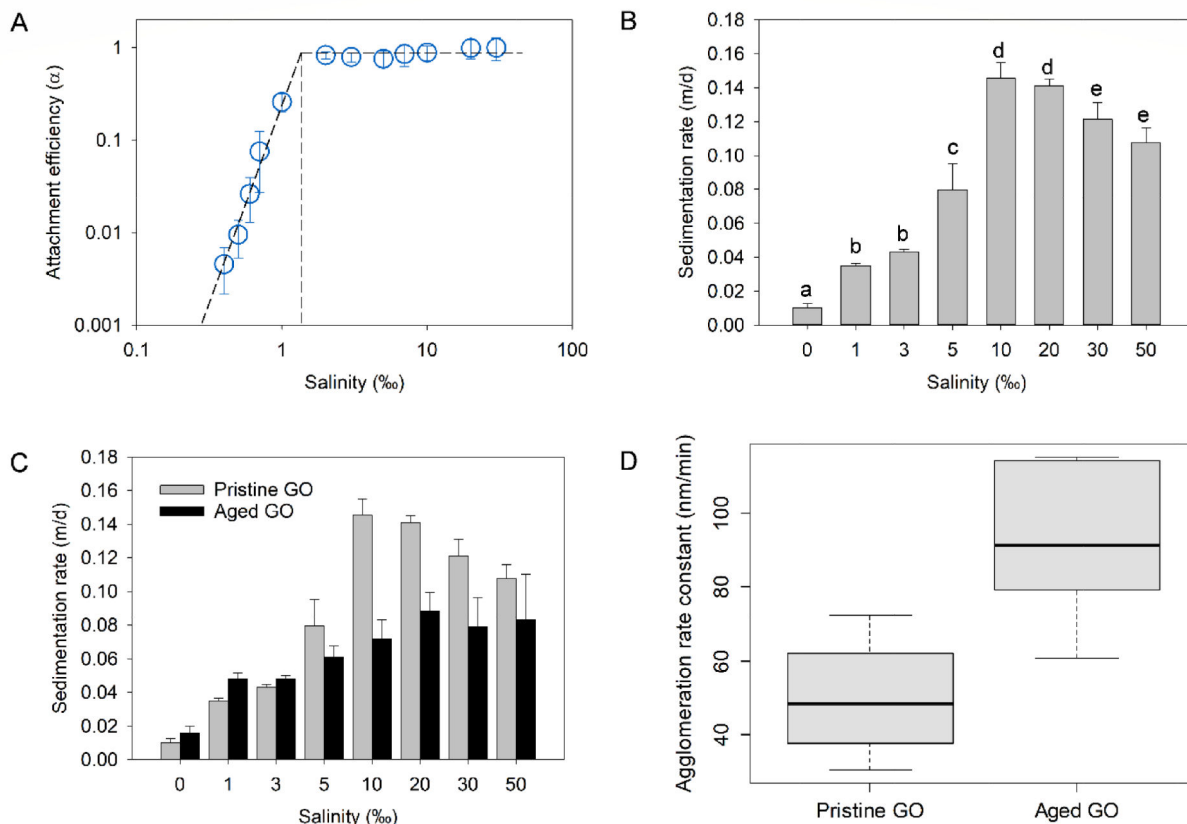 A
Attachment efficiency (α)
1
0.1
0.01
0.001
0.1 1 10 100
Salinity (‰)
B
Sedimentation rate (m/d)
0.18
0.16
0.14
0.12
0.10
0.08
0.06
0.04
0.02
0.00
a b b c d d e e
0 1 3 5 10 20 30 50
Salinity (‰)
C
Sedimentation rate (m/d)
0.18
0.16
0.14
0.12
0.10
0.08
0.06
0.04
0.02
0.00
Pristine GO
Aged GO
0 1 3 5 10 20 30 50
Salinity (‰)
D
Agglomeration rate constant (nm/min)
100
80
60
40
Pristine GO Aged GO